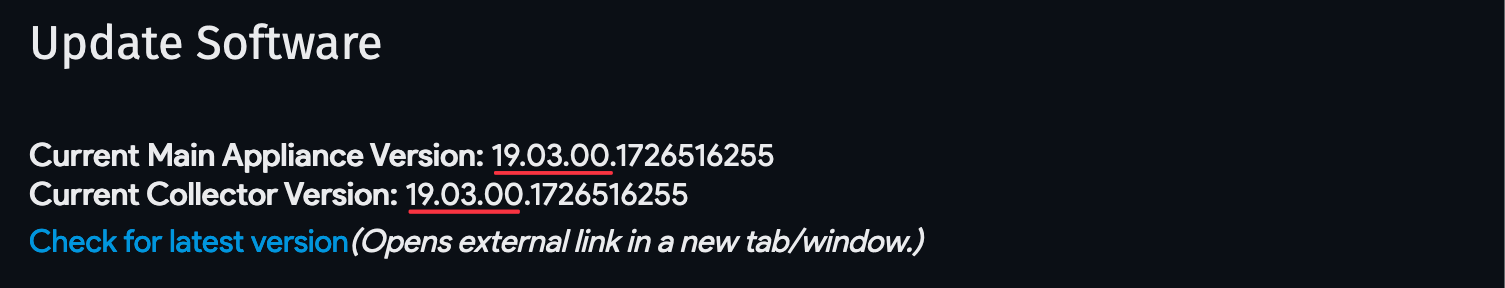 Update Software
Current Main Appliance Version: 19.03.00.1726516255
Current Collector Version: 19.03.00.1726516255
Check for latest version(Opens external link in a new tab/window.)